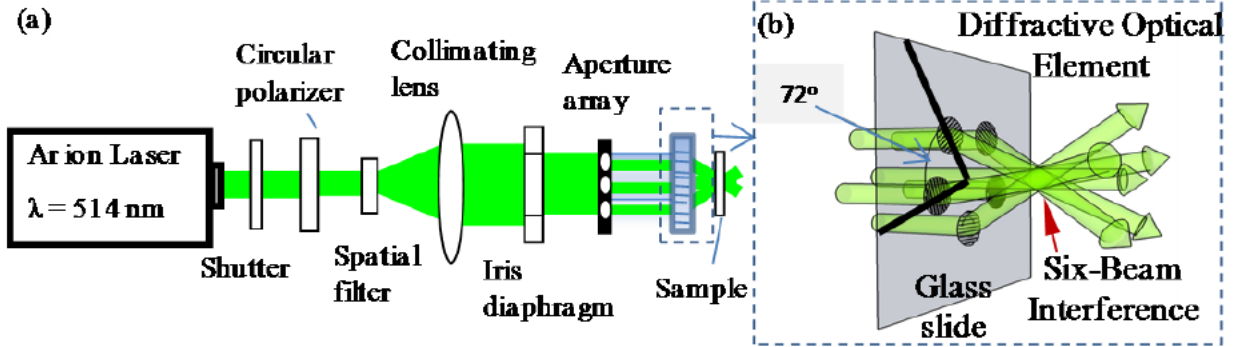 (a)
Circular
polarizer
Collimating
lens
Aperture
array
Ar ion Laser
λ = 514 nm
Shutter
Spatial
filter
Iris
diaphragm
Sample
(b)
Diffractive Optical
Element
72º
Glass
slide
Six-Beam
Interference